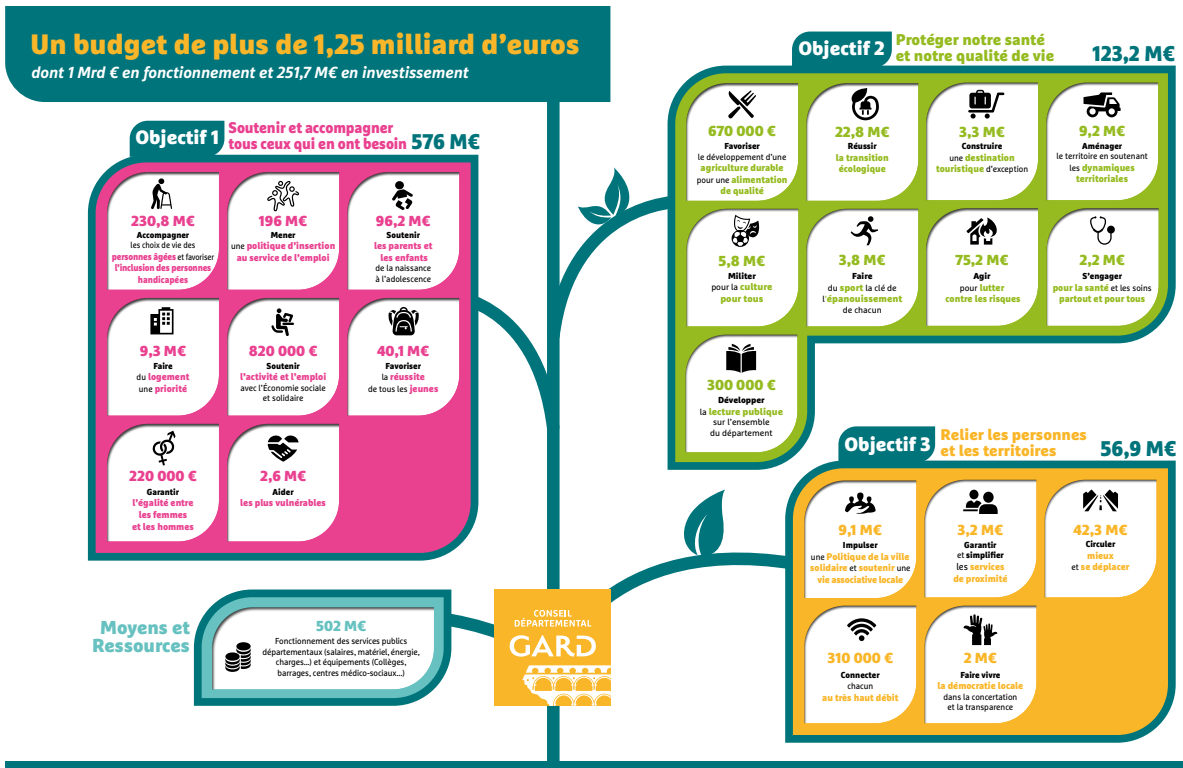 Un budget de plus de 1,25 milliard d'euros
dont 1 Mrd € en fonctionnement et 251,7 M€ en investissement
Objectif 1
Soutenir et accompagner
tous ceux qui en ont besoin
576 M€
230,8 M€
Accompagner
les choix de vie des
personnes âgées et favoriser
l'inclusion des personnes
handicapées
196 M€
Mener
une politique d'insertion
au service de l'emploi
96,2 M€
Soutenir
les parents et
les enfants
de la naissance
à l'adolescence
9,3 M€
Faire
du logement
une priorité
820 000 €
Soutenir
l'activité et l'emploi
avec l'Économie sociale
et solidaire
40,1 M€
Favoriser
la réussite
de tous les jeunes
220 000 €
Garantir
l'égalité entre
les femmes
et les hommes
2,6 M€
Aider
les plus vulnérables
Objectif 2
Protéger notre santé
et notre qualité de vie
123,2 M€
670 000 €
Favoriser
le développement d'une
agriculture durable
pour une alimentation
de qualité
22,8 M€
Réussir
la transition
écologique
3,3 M€
Construire
une destination
touristique d'exception
9,2 M€
Aménager
le territoire en soutenant
les dynamiques
territoriales
5,8 M€
Militer
pour la culture
pour tous
3,8 M€
Faire
du sport la clé de
l'épanouissement
de chacun
75,2 M€
Agir
pour lutter
contre les risques
2,2 M€
S'engager
pour la santé et les soins
partout et pour tous
300 000 €
Développer
la lecture publique
sur l'ensemble
du département
Objectif 3
Relier les personnes
et les territoires
56,9 M€
9,1 M€
Impulser
une Politique de la ville
solidaire et soutenir une
vie associative locale
3,2 M€
Garantir
et simplifier
les services
de proximité
42,3 M€
Circuler
mieux
et se déplacer
310 000 €
Connecter
chacun
au très haut débit
2 M€
Faire vivre
la démocratie locale
dans la concertation
et la transparence
Moyens et
Ressources
502 M€
Fonctionnement des services publics
départementaux (salaires, matériel, énergie,
charges...) et équipements (Collèges,
barrages, centres médico-sociaux...)
CONSEIL
DÉPARTEMENTAL
GARD